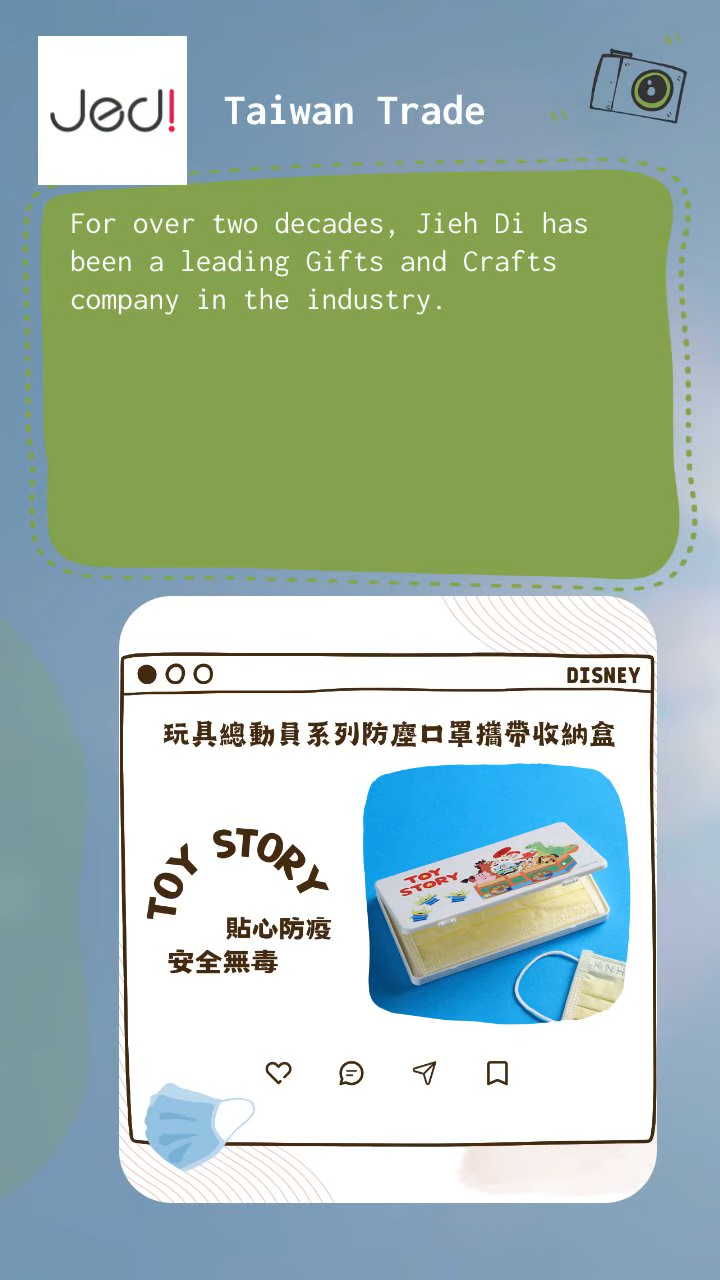 Jed!
Taiwan Trade
For over two decades, Jieh Di has
been a leading Gifts and Crafts
company in the industry.
DISNEY
玩具總動員系列防塵口罩攜帶收納盒
TOY STORY
貼心防疫
安全無毒
TOY
STORY